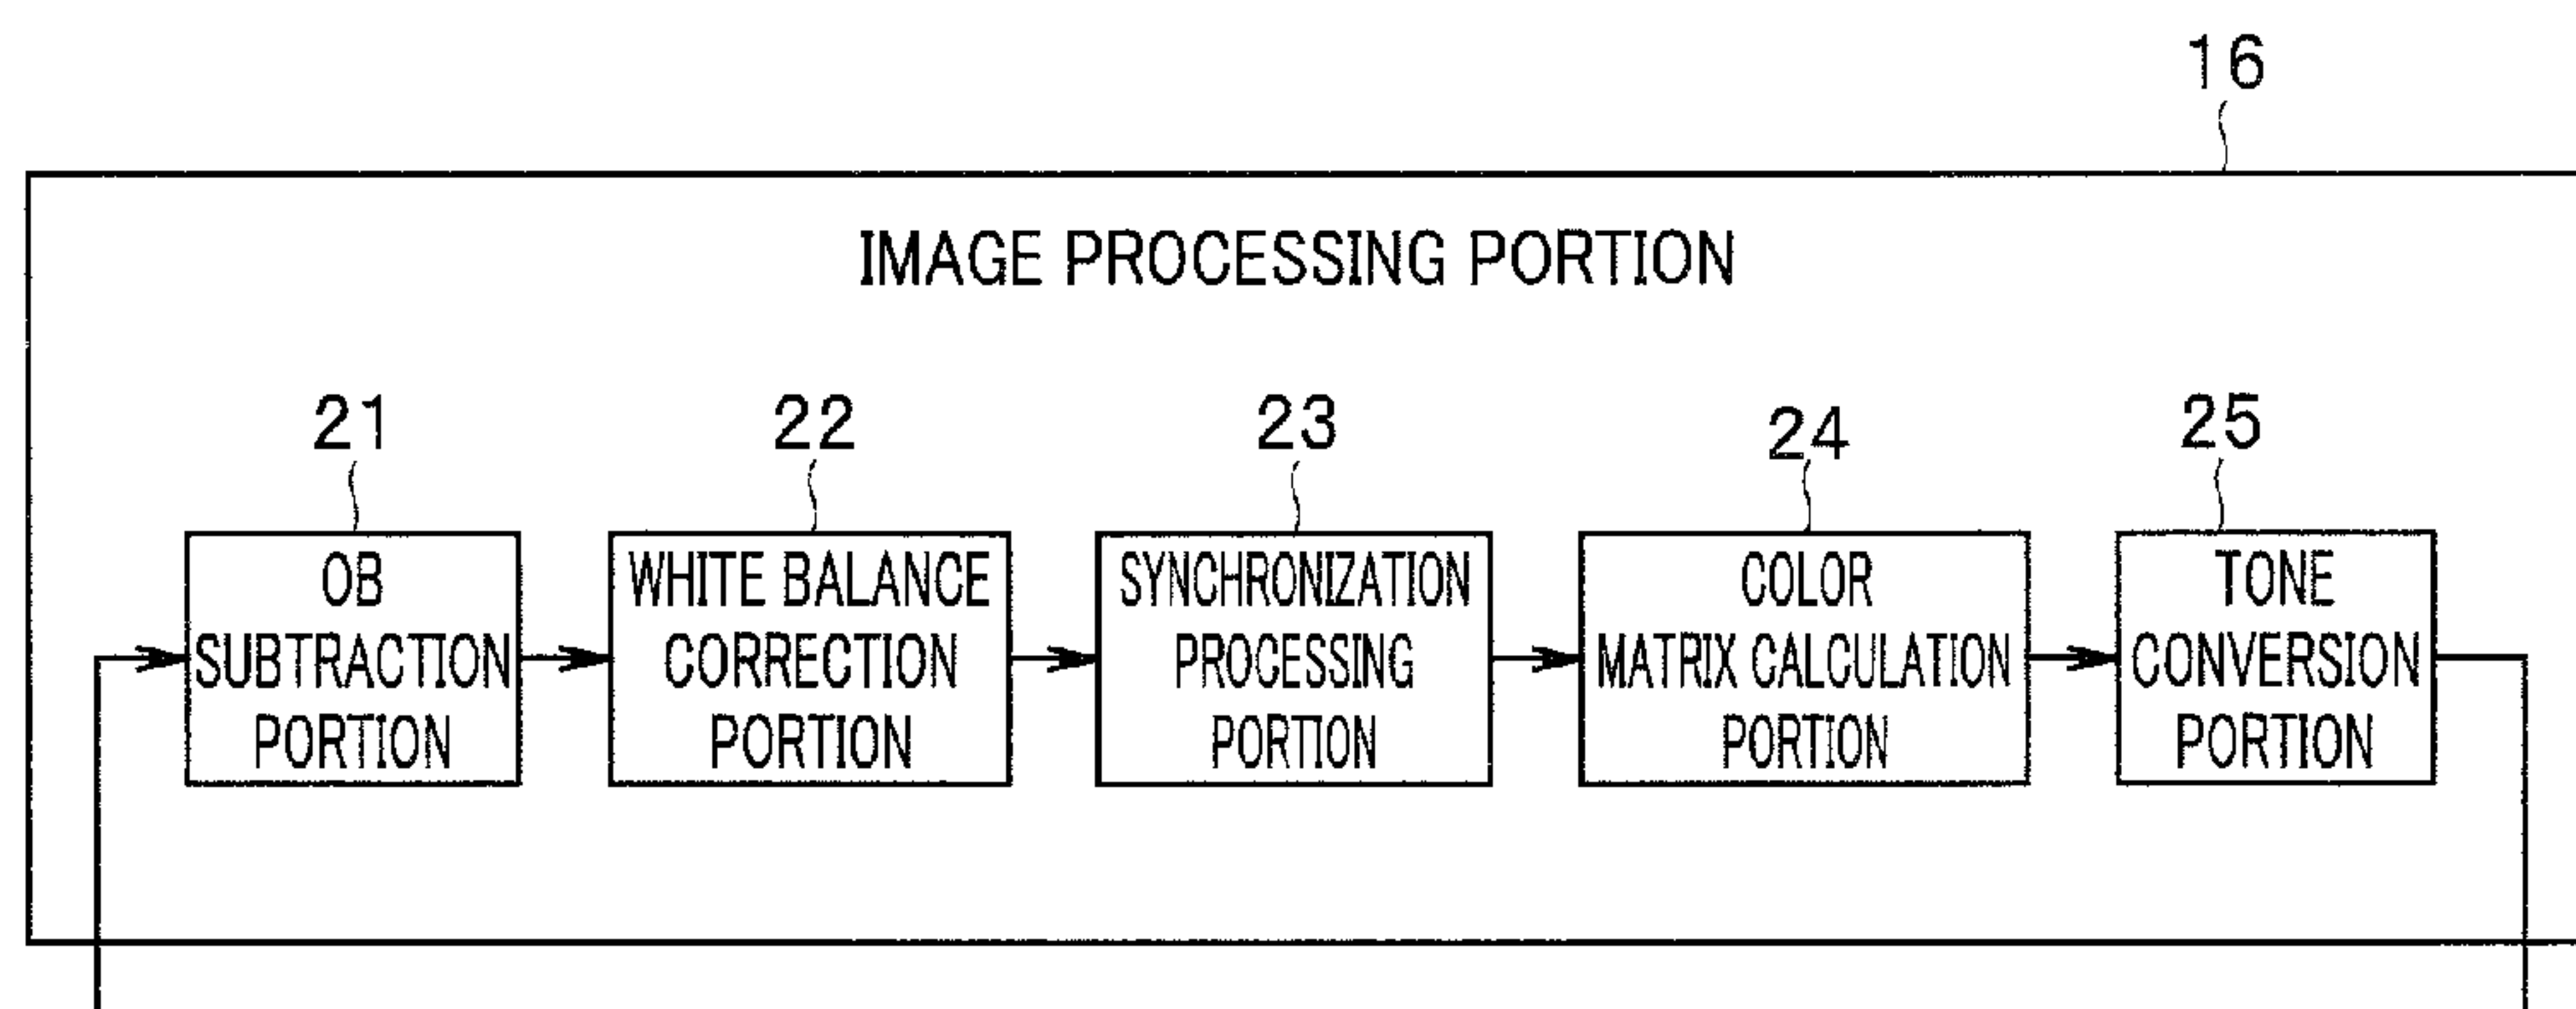 16
IMAGE PROCESSING PORTION
21
22
23
24
25
OB
SUBTRACTION
PORTION
WHITE BALANCE
CORRECTION
PORTION
SYNCHRONIZATION
PROCESSING
PORTION
COLOR
MATRIX CALCULATION
PORTION
TONE
CONVERSION
PORTION